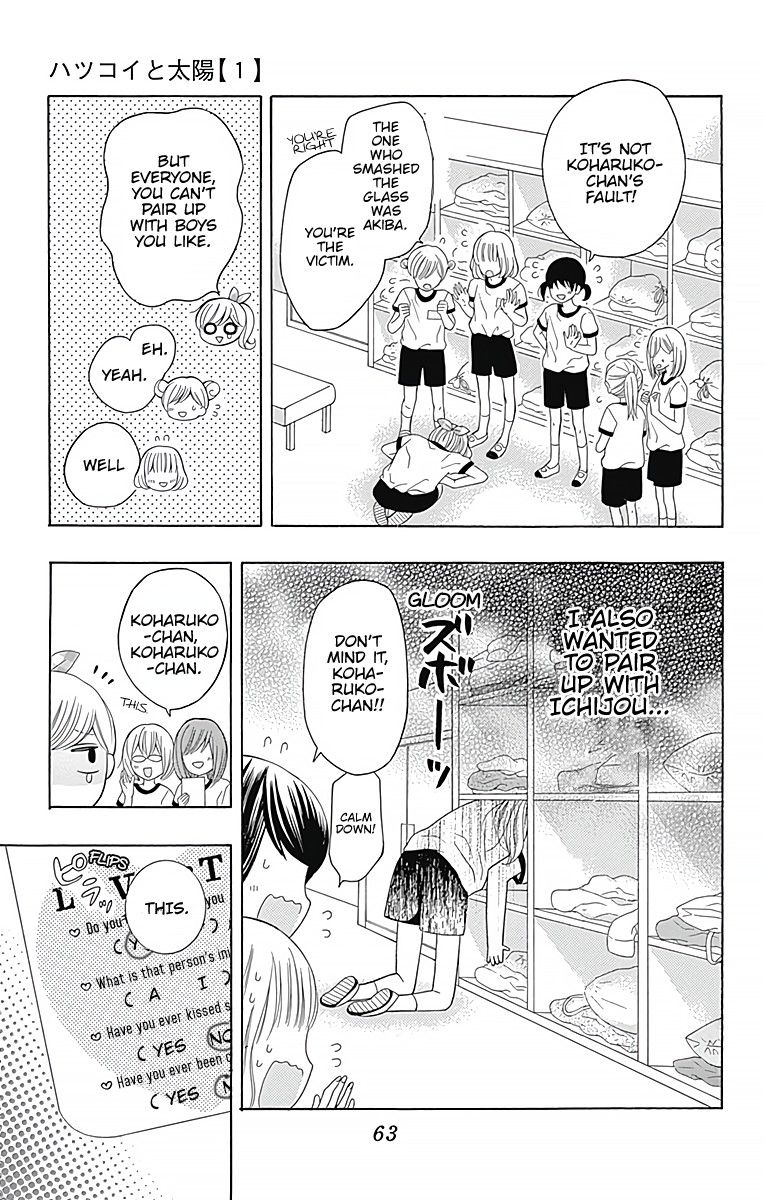 ハツコイと太陽【1】
IT'S NOT
KOHARUKO-
CHAN'S
FAULT!
THE
ONE
WHO
SMASHED
THE
GLASS
WAS
AKIBA.
YOU'RE
RIGHT
YOU'RE
THE
VICTIM.
BUT
EVERYONE,
YOU CAN'T
PAIR UP
WITH BOYS
YOU LIKE.
EH.
YEAH.
WELL
I ALSO
WANTED
TO PAIR
UP WITH
ICHIJOU...
GLOOM
ズボーッ
DON'T
MIND IT,
KOHA-
RUKO-
CHAN!!
CALM
DOWN!
KOHARUKO
-CHAN,
KOHARUKO
-CHAN.
THIS.
FLIPS
ピラッ
THIS.
Do you
you
What is that person's ini
( A I )
Have you ever kissed s
( YES NO
Have you ever been
( YES N
63